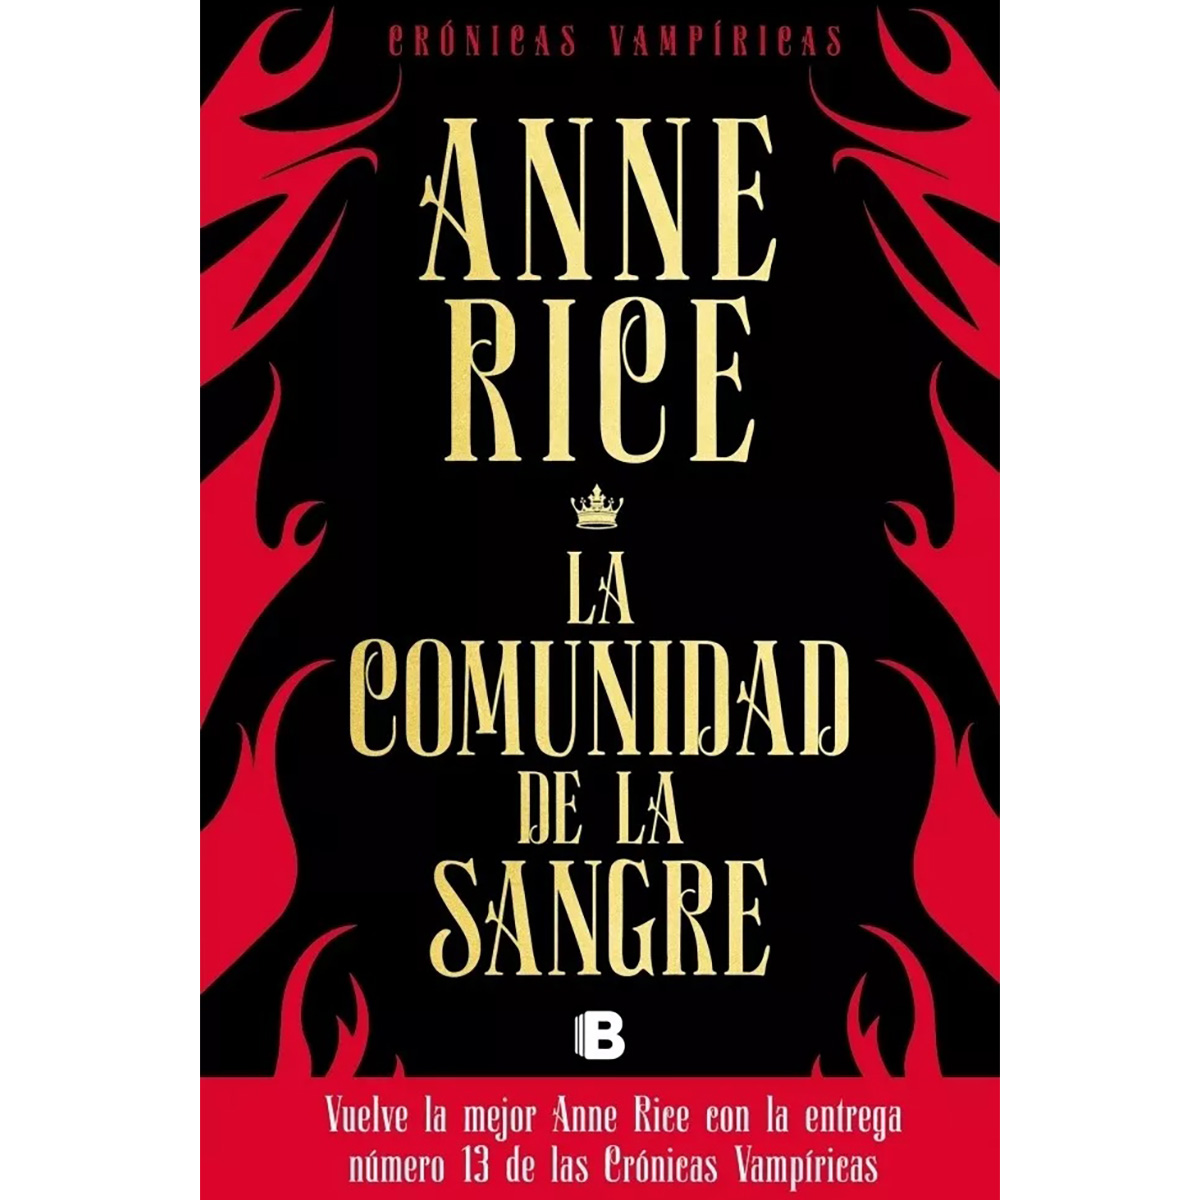 CRÓNICAS VAMPÍRICAS
ANNE
RICE
LA
COMUNIDAD
DE LA
SANGRE
B
Vuelve la mejor Anne Rice con la entrega
número 13 de las Crónicas Vampíricas